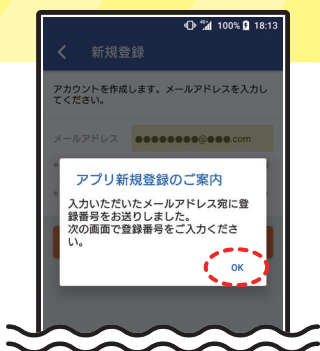 100% 18:13
新規登録
アカウントを作成します。メールアドレスを入力し
てください。
メールアドレス ●●●●●●●●@●●●.com
アプリ新規登録のご案内
入力いただいたメールアドレス宛に登
録番号をお送りしました。
次の画面で登録番号をご入力くださ
い。
OK